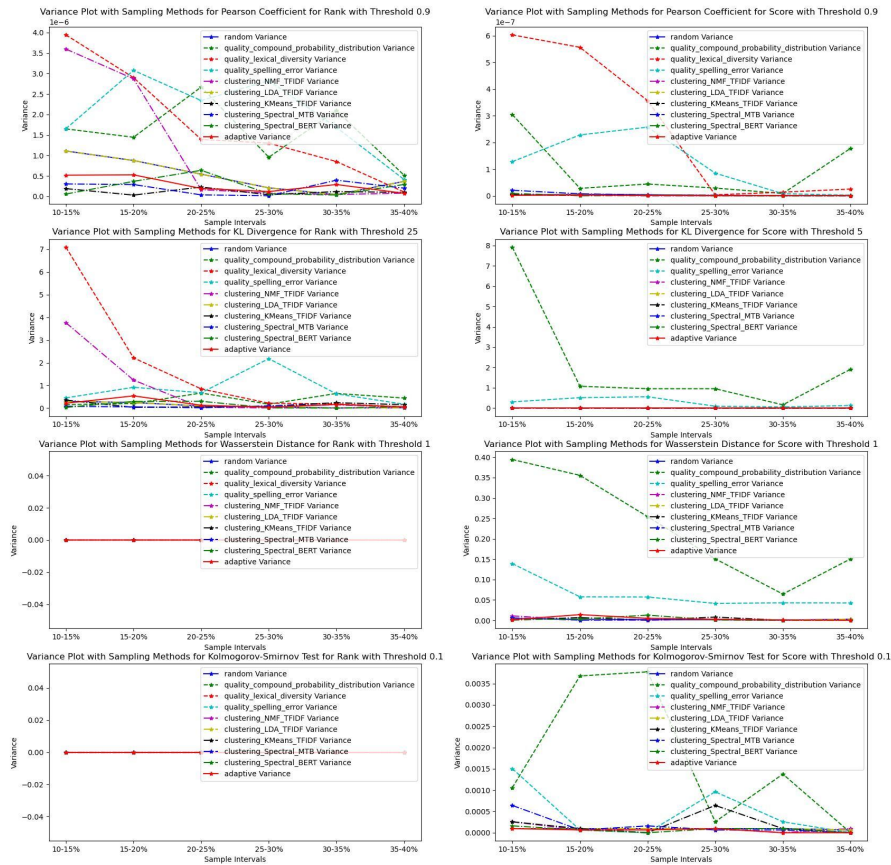 Variance Plot with Sampling Methods for Pearson Coefficient for Rank with Threshold 0.9
1e−6
random Variance
quality_compound_probability_distribution Variance
quality_lexical_diversity Variance
quality_spelling_error Variance
clustering_NMF_TFIDF Variance
clustering_LDA_TFIDF Variance
clustering_KMeans_TFIDF Variance
clustering_Spectral_MTB Variance
clustering_Spectral_BERT Variance
adaptive Variance
Variance
4.0
3.5
3.0
2.5
2.0
1.5
1.0
0.5
0.0
10-15% 15-20% 20-25% 25-30% 30-35% 35-40%
Sample Intervals
Variance Plot with Sampling Methods for Pearson Coefficient for Score with Threshold 0.9
1e−7
random Variance
quality_compound_probability_distribution Variance
quality_lexical_diversity Variance
quality_spelling_error Variance
clustering_NMF_TFIDF Variance
clustering_LDA_TFIDF Variance
clustering_KMeans_TFIDF Variance
clustering_Spectral_MTB Variance
clustering_Spectral_BERT Variance
adaptive Variance
Variance
6
5
4
3
2
1
0
10-15% 15-20% 20-25% 25-30% 30-35% 35-40%
Sample Intervals
Variance Plot with Sampling Methods for KL Divergence for Rank with Threshold 25
random Variance
quality_compound_probability_distribution Variance
quality_lexical_diversity Variance
quality_spelling_error Variance
clustering_NMF_TFIDF Variance
clustering_LDA_TFIDF Variance
clustering_KMeans_TFIDF Variance
clustering_Spectral_MTB Variance
clustering_Spectral_BERT Variance
adaptive Variance
Variance
7
6
5
4
3
2
1
0
10-15% 15-20% 20-25% 25-30% 30-35% 35-40%
Sample Intervals
Variance Plot with Sampling Methods for KL Divergence for Score with Threshold 5
random Variance
quality_compound_probability_distribution Variance
quality_spelling_error Variance
clustering_NMF_TFIDF Variance
clustering_LDA_TFIDF Variance
clustering_KMeans_TFIDF Variance
clustering_Spectral_MTB Variance
clustering_Spectral_BERT Variance
adaptive Variance
Variance
8
7
6
5
4
3
2
1
0
10-15% 15-20% 20-25% 25-30% 30-35% 35-40%
Sample Intervals
Variance Plot with Sampling Methods for Wasserstein Distance for Rank with Threshold 1
random Variance
quality_compound_probability_distribution Variance
quality_lexical_diversity Variance
quality_spelling_error Variance
clustering_NMF_TFIDF Variance
clustering_LDA_TFIDF Variance
clustering_KMeans_TFIDF Variance
clustering_Spectral_MTB Variance
clustering_Spectral_BERT Variance
adaptive Variance
Variance
0.04
0.02
0.00
−0.02
−0.04
10-15% 15-20% 20-25% 25-30% 30-35% 35-40%
Sample Intervals
Variance Plot with Sampling Methods for Wasserstein Distance for Score with Threshold 1
random Variance
quality_compound_probability_distribution Variance
quality_spelling_error Variance
clustering_NMF_TFIDF Variance
clustering_LDA_TFIDF Variance
clustering_KMeans_TFIDF Variance
clustering_Spectral_MTB Variance
clustering_Spectral_BERT Variance
adaptive Variance
Variance
0.40
0.35
0.30
0.25
0.20
0.15
0.10
0.05
0.00
10-15% 15-20% 20-25% 25-30% 30-35% 35-40%
Sample Intervals
Variance Plot with Sampling Methods for Kolmogorov-Smirnov Test for Rank with Threshold 0.1
random Variance
quality_compound_probability_distribution Variance
quality_lexical_diversity Variance
quality_spelling_error Variance
clustering_NMF_TFIDF Variance
clustering_LDA_TFIDF Variance
clustering_KMeans_TFIDF Variance
clustering_Spectral_MTB Variance
clustering_Spectral_BERT Variance
adaptive Variance
Variance
0.04
0.02
0.00
−0.02
−0.04
10-15% 15-20% 20-25% 25-30% 30-35% 35-40%
Sample Intervals
Variance Plot with Sampling Methods for Kolmogorov-Smirnov Test for Score with Threshold 0.1
random Variance
quality_compound_probability_distribution Variance
quality_spelling_error Variance
clustering_NMF_TFIDF Variance
clustering_LDA_TFIDF Variance
clustering_KMeans_TFIDF Variance
clustering_Spectral_MTB Variance
clustering_Spectral_BERT Variance
adaptive Variance
Variance
0.0035
0.0030
0.0025
0.0020
0.0015
0.0010
0.0005
0.0000
10-15% 15-20% 20-25% 25-30% 30-35% 35-40%
Sample Intervals